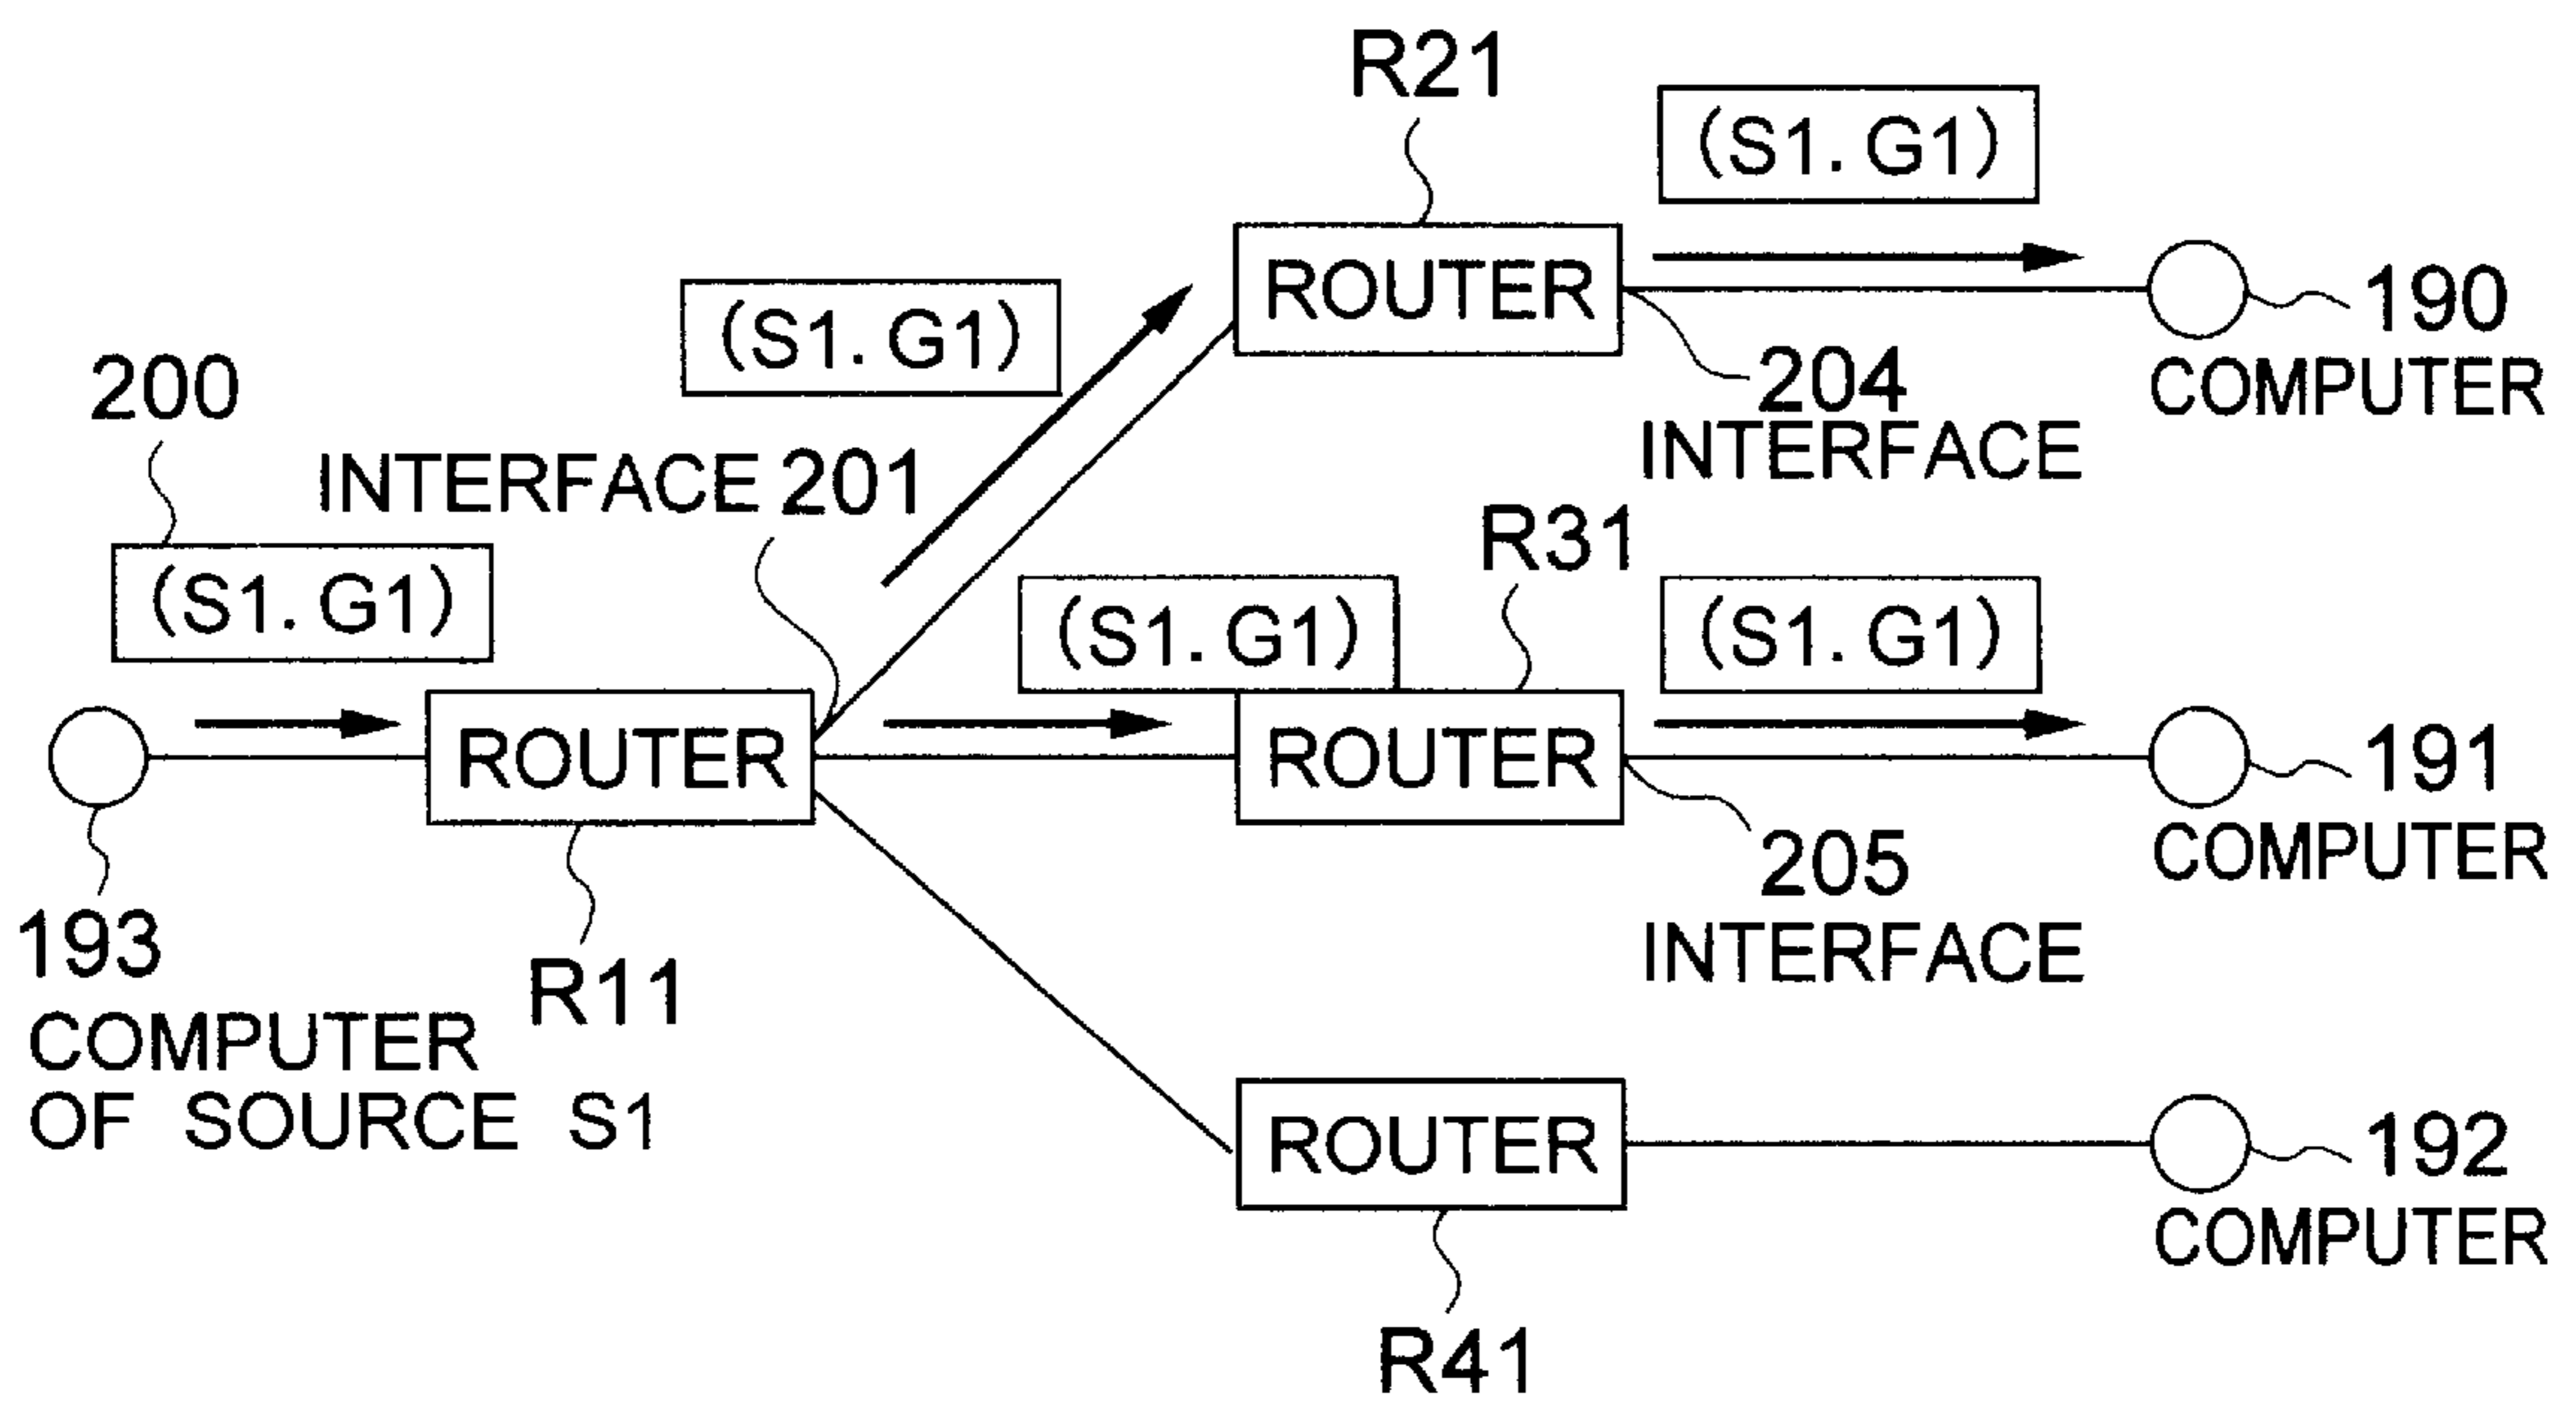 R21
(S1. G1)
ROUTER
190
COMPUTER
(S1. G1)
204
INTERFACE
200
INTERFACE 201
R31
(S1. G1)
(S1. G1)
(S1. G1)
ROUTER
ROUTER
191
COMPUTER
205
INTERFACE
193
COMPUTER
OF SOURCE S1
R11
ROUTER
192
COMPUTER
R41